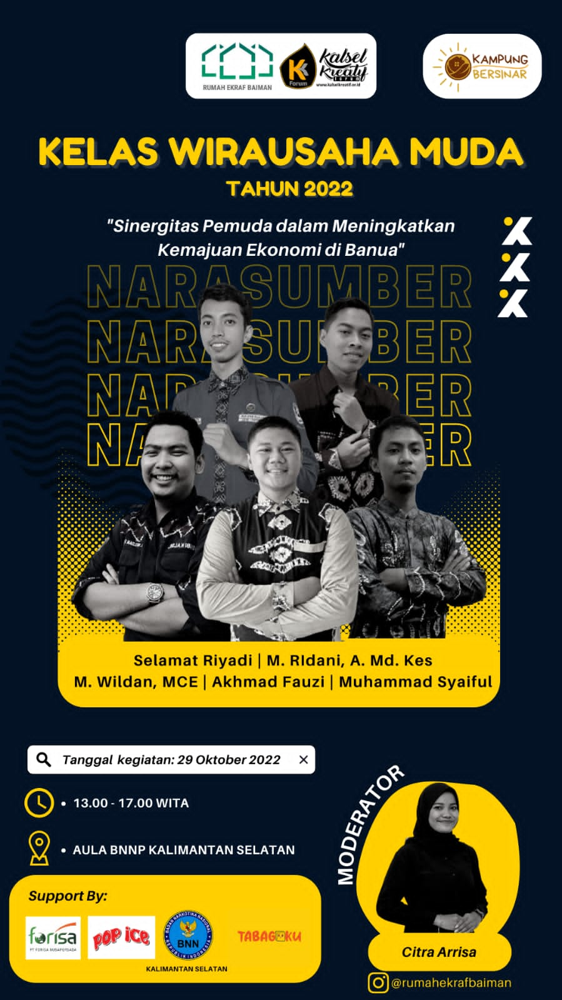 RUMAH EKRAF BAIMAN
K
Forum
Kalsel
Kreatif
FORUM
www.kalselkreatif.or.id
KAMPUNG
BERSINAR
KELAS WIRAUSAHA MUDA
TAHUN 2022
"Sinergitas Pemuda dalam Meningkatkan
Kemajuan Ekonomi di Banua"
NARASUMBER
NARASUMBER
NARASUMBER
NARASUMBER
Selamat Riyadi | M. RIdani, A. Md. Kes
M. Wildan, MCE | Akhmad Fauzi | Muhammad Syaiful
Tanggal kegiatan: 29 Oktober 2022
• 13.00 - 17.00 WITA
• AULA BNNP KALIMANTAN SELATAN
MODERATOR
Citra Arrisa
@rumahekrafbaiman
Support By:
forisa
PT FORISA NUSAPERSADA
POP ICE
BADAN NARKOTIKA NASIONAL
BNN
REPUBLIK INDONESIA
KALIMANTAN SELATAN
TABAGOKU